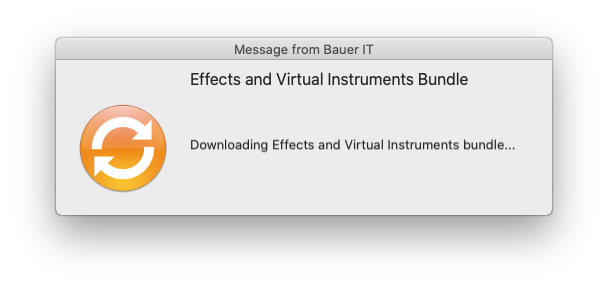 Message from Bauer IT
Effects and Virtual Instruments Bundle
Downloading Effects and Virtual Instruments bundle...